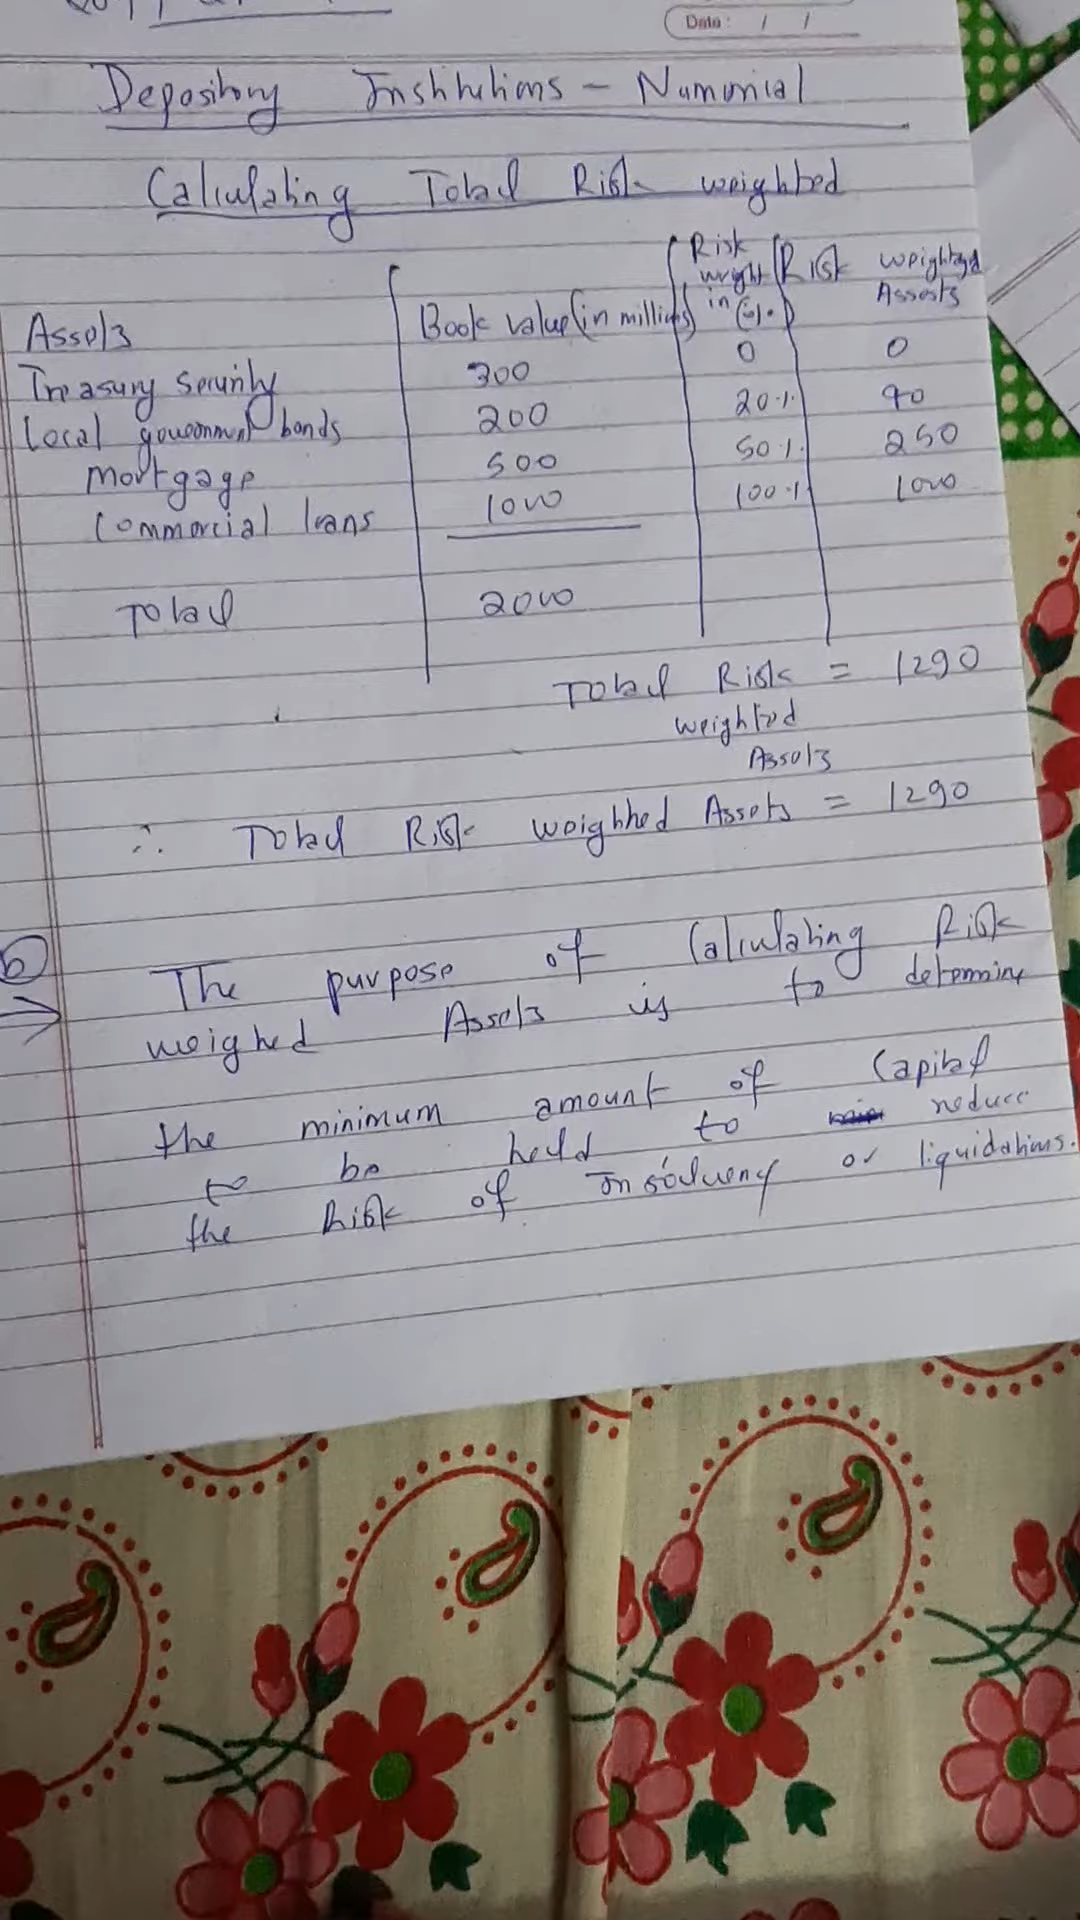 Date: / /
Depository Institutions - Numerical
Calculating Total Risk weighted
Assets Book value (in millions) Risk weight in (%) Risk weighted Assets
Treasury Security 300 0 0
Local government bonds 200 20% 40
Mortgage 500 50% 250
Commercial loans 1000 100% 1000
Total 2000
Total Risk = 1290
weighted
Assets
∴ Total Risk weighted Assets = 1290
b
⇒ The purpose of Calculating Risk
weighed Assets is to determine
the minimum amount of Capital
to be held to reduce
the Risk of Insolvency or liquidations.